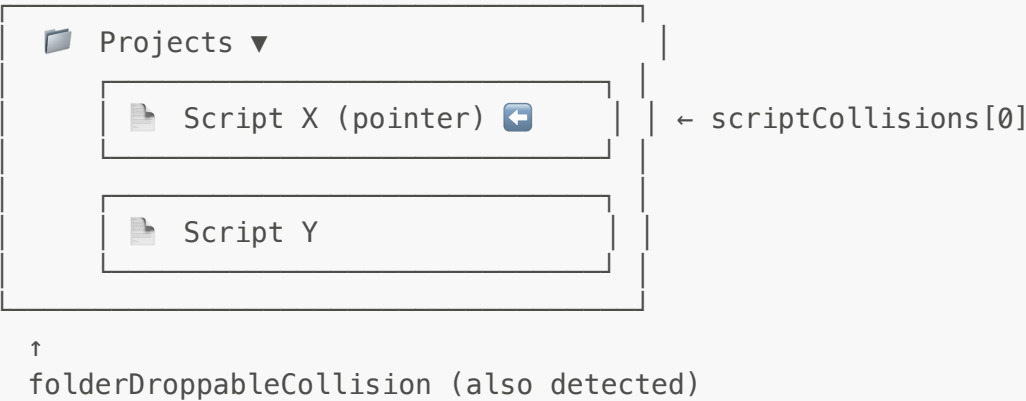 📁 Projects ▼
📄 Script X (pointer) ⬅️ ← scriptCollisions[0]
📄 Script Y
↑
folderDroppableCollision (also detected)